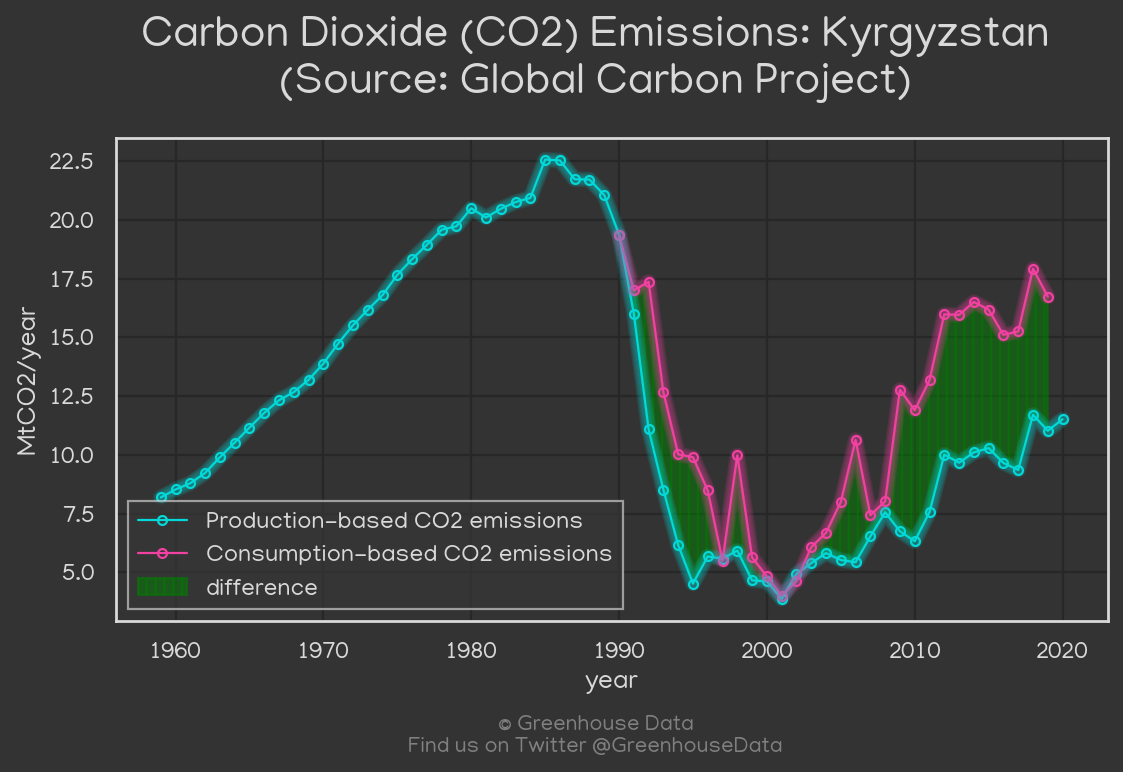 Carbon Dioxide (CO2) Emissions: Kyrgyzstan
(Source: Global Carbon Project)
22.5
20.0
17.5
15.0
12.5
10.0
7.5
5.0
MtCO2/year
Production-based CO2 emissions
Consumption-based CO2 emissions
difference
1960 1970 1980 1990 2000 2010 2020
year
© Greenhouse Data
Find us on Twitter @GreenhouseData